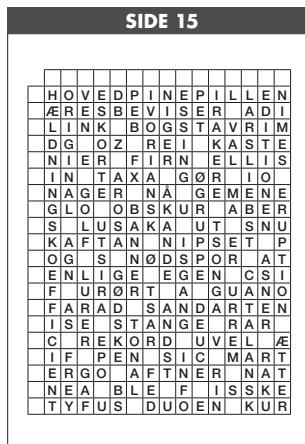 SIDE 15
HOVEDPINEPILLEN
ÆRESBEVISER ADI
LINK BOGSTAVRIM
DG OZ REI KASTE
NIER FIRN ELLIS
IN TAXA GØR IO
NAGER NÅ GEMENE
GLO OBSKUR ABER
S LUSAKA UT SNU
KAFTAN NIPSET P
OG S NØDSPOR AT
ENLIGE EGEN CSI
F URØRT A GUANO
FARAD SANDARTEN
ISE STANGE RAR
C REKORD UVEL Æ
IF PEN SIC MART
ERGO AFTNER NAT
NEA BLE F ISSKE
TYFUS DUOEN KUR